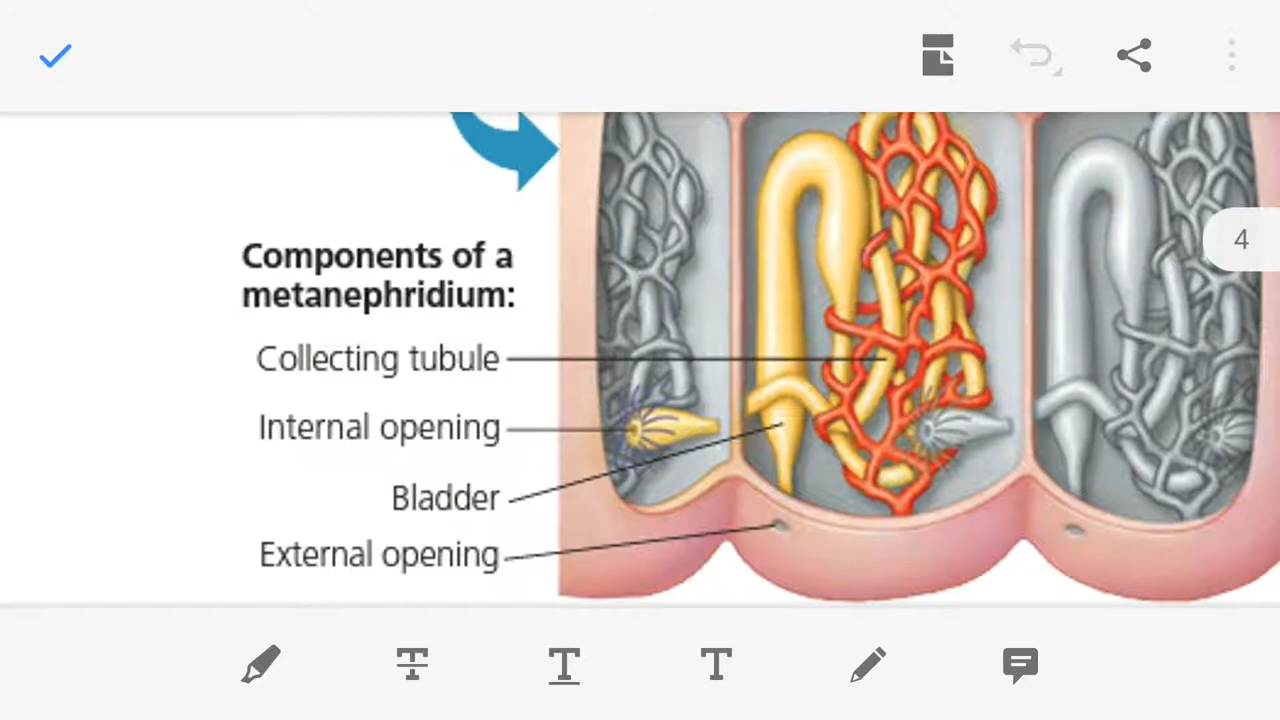 4
Components of a
metanephridium:
Collecting tubule
Internal opening
Bladder
External opening